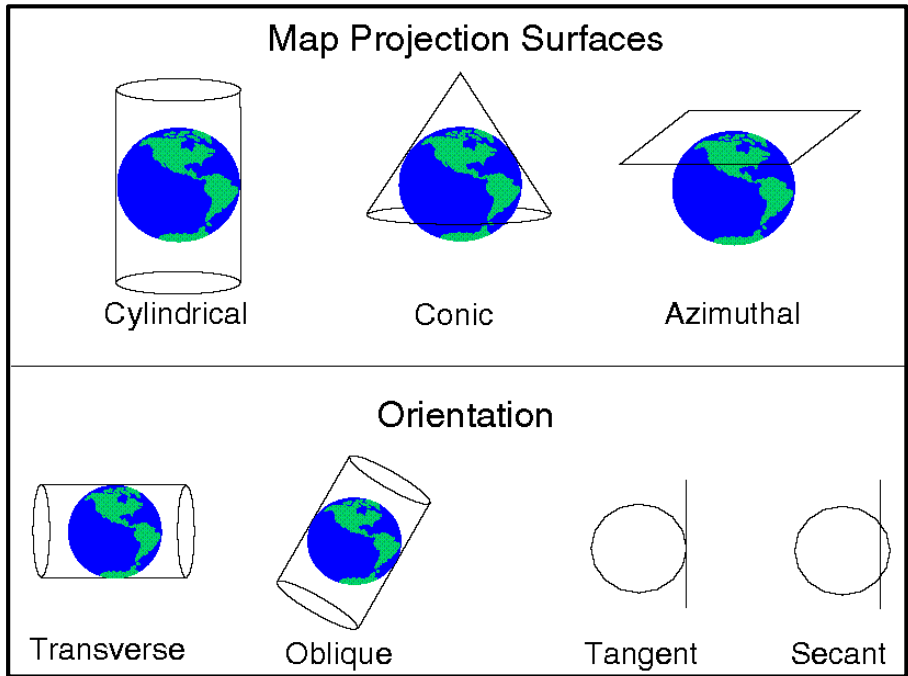 Map Projection Surfaces
Cylindrical
Conic
Azimuthal
Orientation
Transverse
Oblique
Tangent
Secant